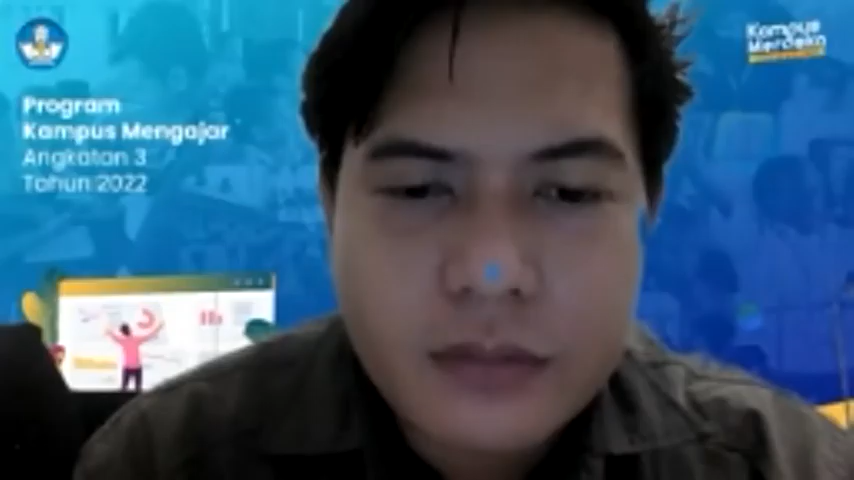 Program
Kampus Mengajar
Angkatan 3
Tahun 2022
Kampus
Merdeka